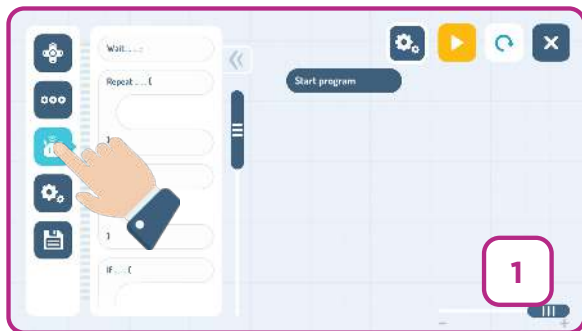 Wait......:
Start program
Repeat.....{
}
}
If.....{
1